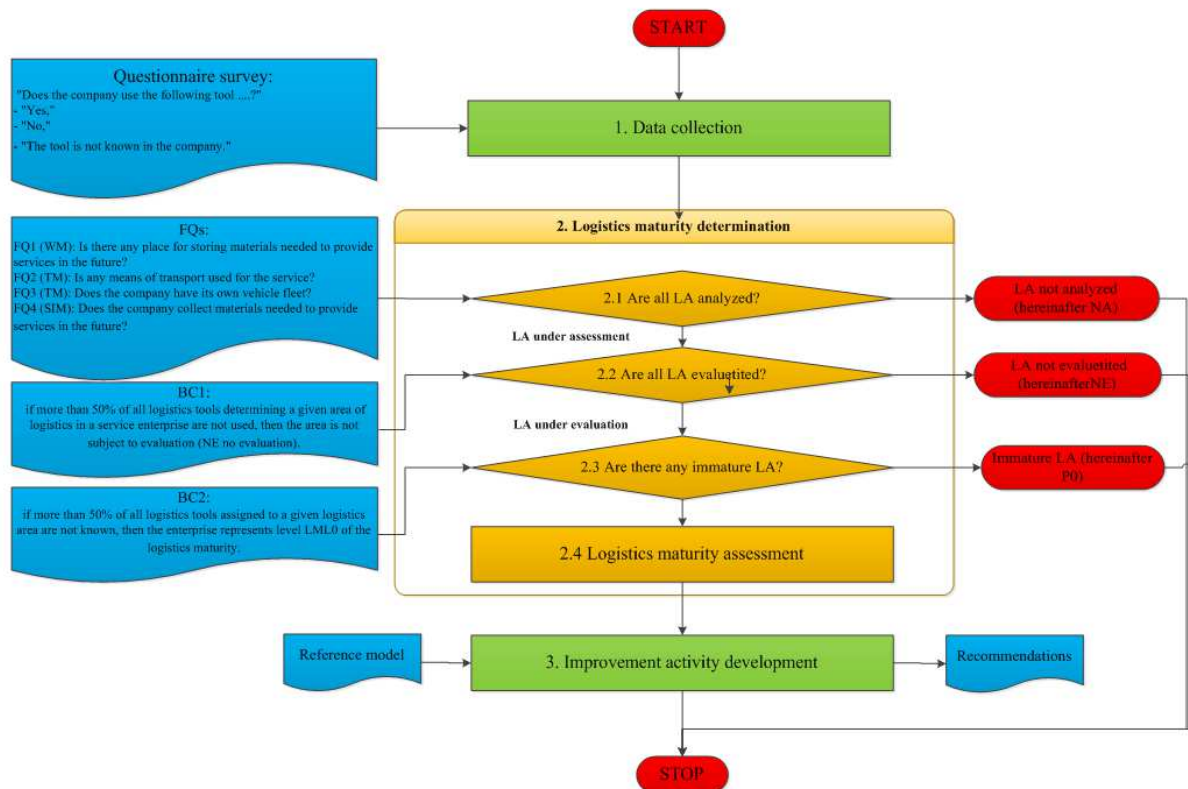 START
Questionnaire survey:
"Does the company use the following tool ....?"
- "Yes,"
- "No,"
- "The tool is not known in the company."
1. Data collection
FQs:
FQ1 (WM): Is there any place for storing materials needed to provide
services in the future?
FQ2 (TM): Is any means of transport used for the service?
FQ3 (TM): Does the company have its own vehicle fleet?
FQ4 (SIM): Does the company collect materials needed to provide
services in the future?
2. Logistics maturity determination
2.1 Are all LA analyzed?
LA not analyzed
(hereinafter NA)
LA under assessment
BC1:
if more than 50% of all logistics tools determining a given area of
logistics in a service enterprise are not used, then the area is not
subject to evaluation (NE no evaluation).
2.2 Are all LA evaluetited?
LA not evaluetited
(hereinafterNE)
LA under evaluation
BC2:
if more than 50% of all logistics tools assigned to a given logistics
area are not known, then the enterprise represents level LML0 of the
logistics maturity.
2.3 Are there any immature LA?
Immature LA (hereinafter
P0)
2.4 Logistics maturity assessment
Reference model
3. Improvement activity development
Recommendations
STOP